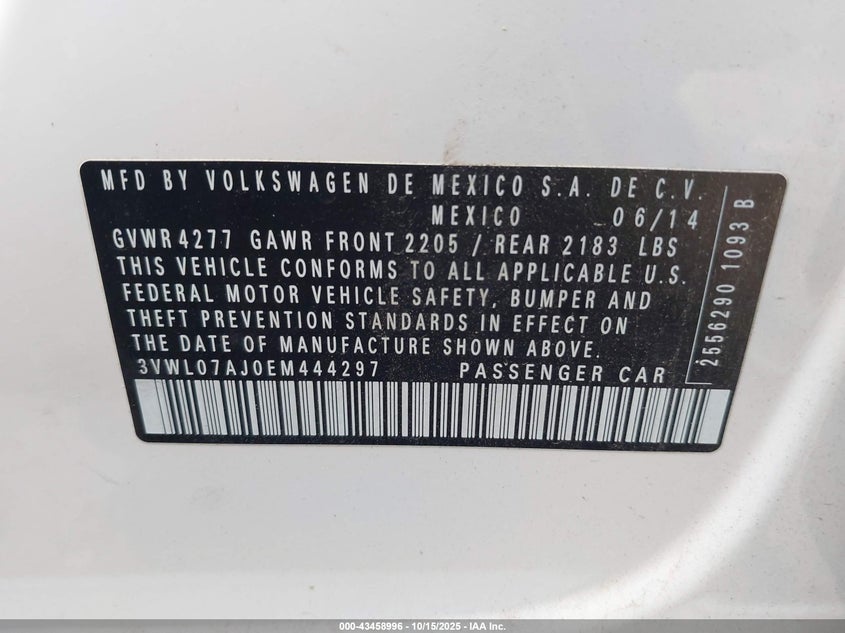 MFD BY VOLKSWAGEN DE MEXICO S.A. DE C.V.
MEXICO 06/14
GVWR 4277 GAWR FRONT 2205 / REAR 2183 LBS
THIS VEHICLE CONFORMS TO ALL APPLICABLE U.S.
FEDERAL MOTOR VEHICLE SAFETY, BUMPER AND
THEFT PREVENTION STANDARDS IN EFFECT ON
THE DATE OF MANUFACTURE SHOWN ABOVE.
3VWL07AJ0EM444297 PASSENGER CAR
2556290 1093 B
000-43458996 - 10/15/2025 - IAA Inc.